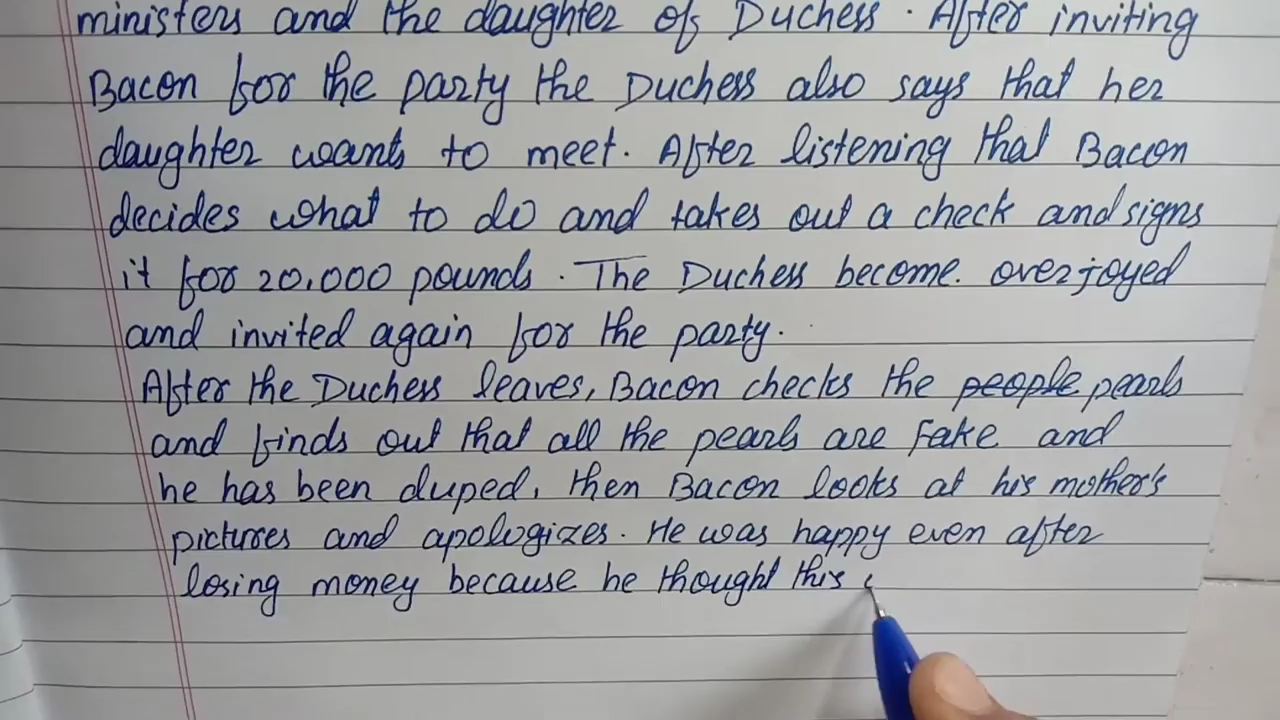 ministers and the daughter of Duchess. After inviting
Bacon for the party the Duchess also says that her
daughter wants to meet. After listening that Bacon
decides what to do and takes out a check and signs
it for 20,000 pounds. The Duchess become. overjoyed
and invited again for the party.
After the Duchess leaves, Bacon checks the people pearls
and finds out that all the pearls are Fake and
he has been duped, then Bacon looks at his mother's
pictures and apologizes. He was happy even after
losing money because he thought this